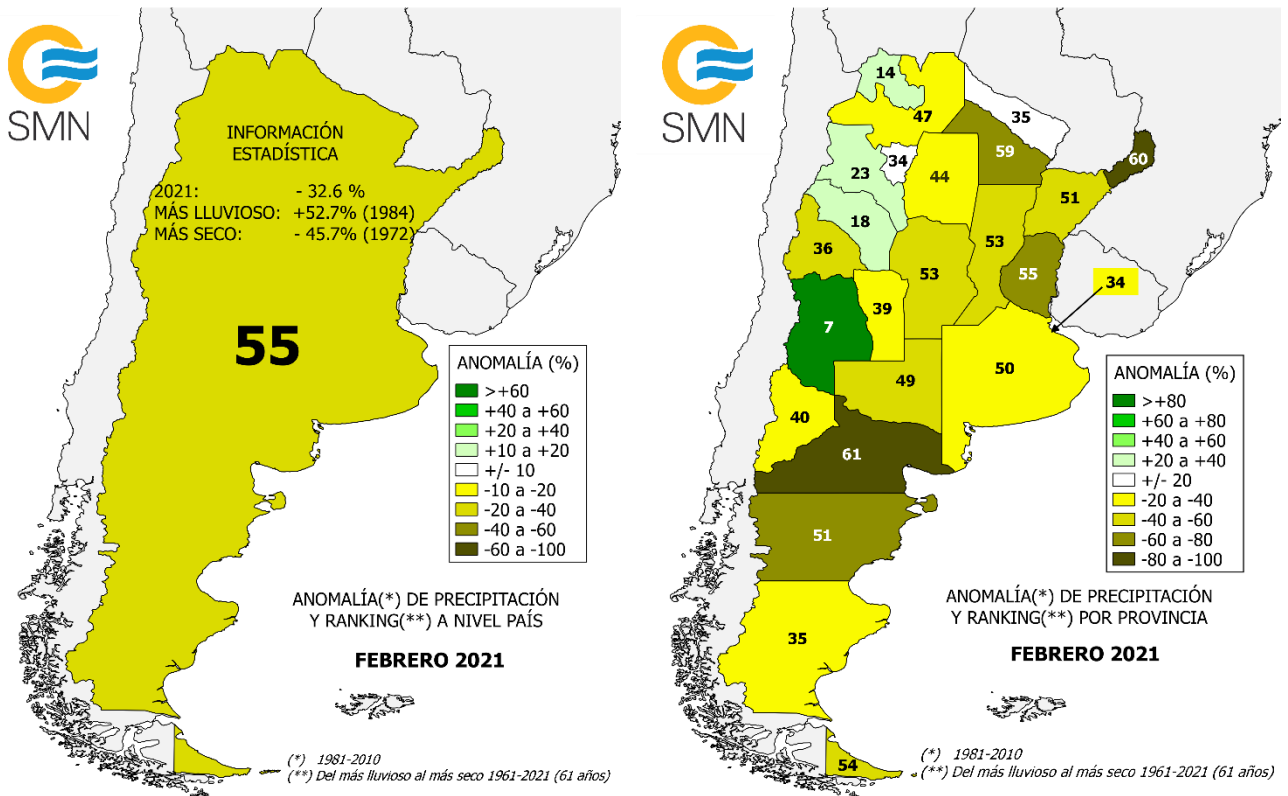 SMN
INFORMACIÓN
ESTADÍSTICA
2021: - 32.6 %
MÁS LLUVIOSO: +52.7% (1984)
MÁS SECO: - 45.7% (1972)
55
ANOMALÍA (%)
>+60
+40 a +60
+20 a +40
+10 a +20
+/- 10
-10 a -20
-20 a -40
-40 a -60
-60 a -100
ANOMALÍA(*) DE PRECIPITACIÓN
Y RANKING(**) A NIVEL PAÍS
FEBRERO 2021
(*) 1981-2010
(**) Del más lluvioso al más seco 1961-2021 (61 años)
SMN
14
47
35
59
60
23
34
44
51
18
36
53
53
55
34
39
7
50
49
40
61
51
35
54
ANOMALÍA (%)
>+80
+60 a +80
+40 a +60
+20 a +40
+/- 20
-20 a -40
-40 a -60
-60 a -80
-80 a -100
ANOMALÍA(*) DE PRECIPITACIÓN
Y RANKING(**) POR PROVINCIA
FEBRERO 2021
(*) 1981-2010
(**) Del más lluvioso al más seco 1961-2021 (61 años)